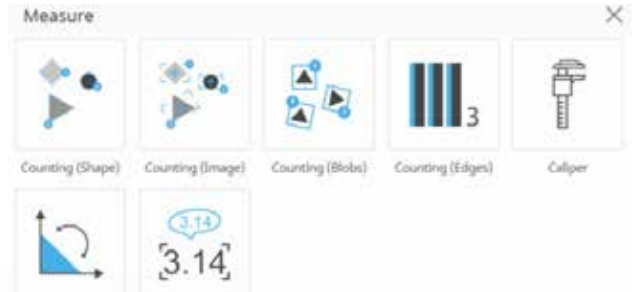 Measure
3
Counting (Shape) Counting (Image) Counting (Blobs) Counting (Edges) Caliper
3.14
3.14